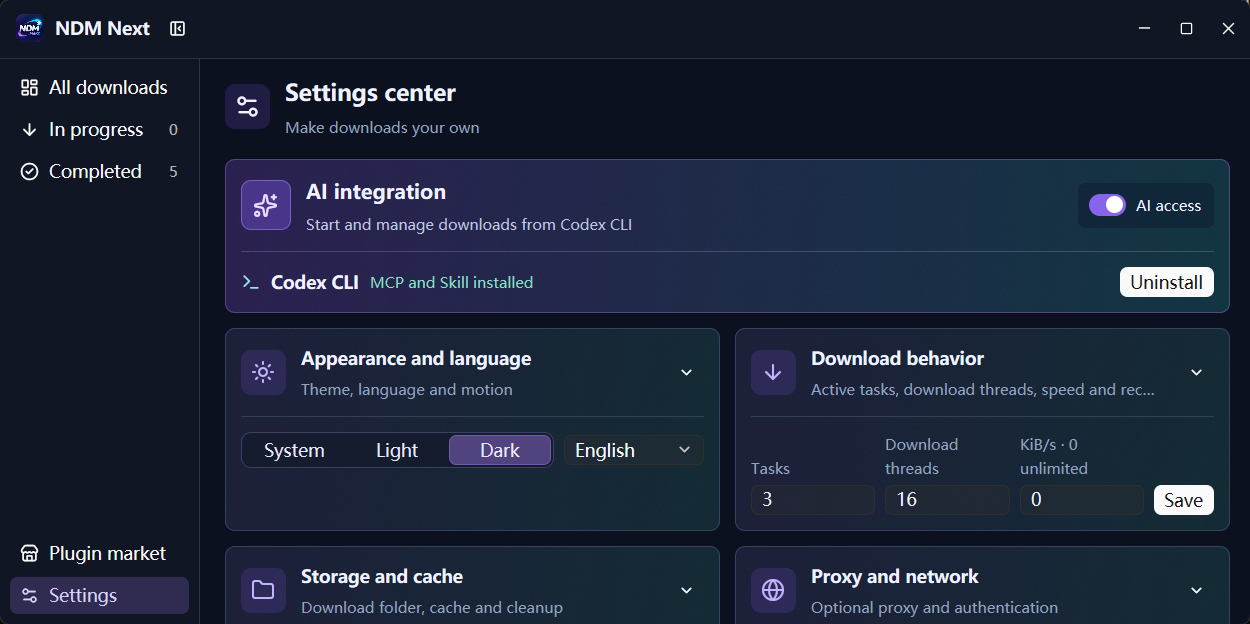 NDM Next
All downloads
In progress 0
Completed 5
Plugin market
Settings
Settings center
Make downloads your own
AI integration
Start and manage downloads from Codex CLI
AI access
Codex CLI MCP and Skill installed
Uninstall
Appearance and language
Theme, language and motion
System Light Dark English
Download behavior
Active tasks, download threads, speed and rec...
Tasks
Download
threads
KiB/s · 0
unlimited
3 16 0 Save
Storage and cache
Download folder, cache and cleanup
Proxy and network
Optional proxy and authentication